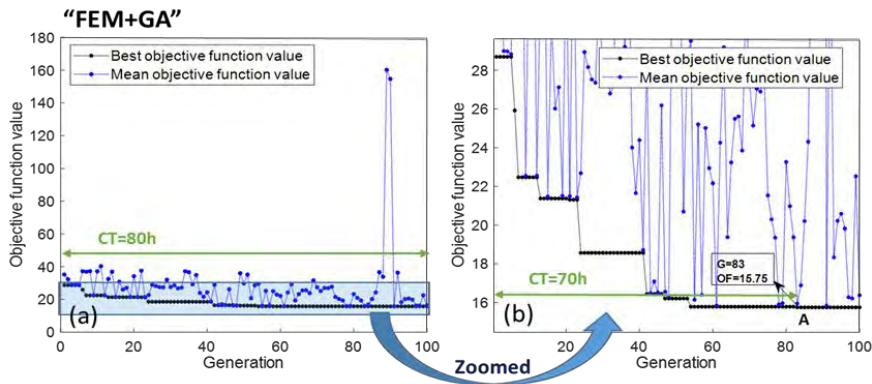 “FEM+GA”
180
160
140
120
100
80
60
40
20
0
Objective function value
Best objective function value
Mean objective function value
CT=80h
(a)
0 20 40 60 80 100
Generation
28
26
24
22
20
18
16
Objective function value
Best objective function value
Mean objective function value
G=83
OF=15.75
CT=70h
(b)
A
20 40 60 80 100
Generation
Zoomed